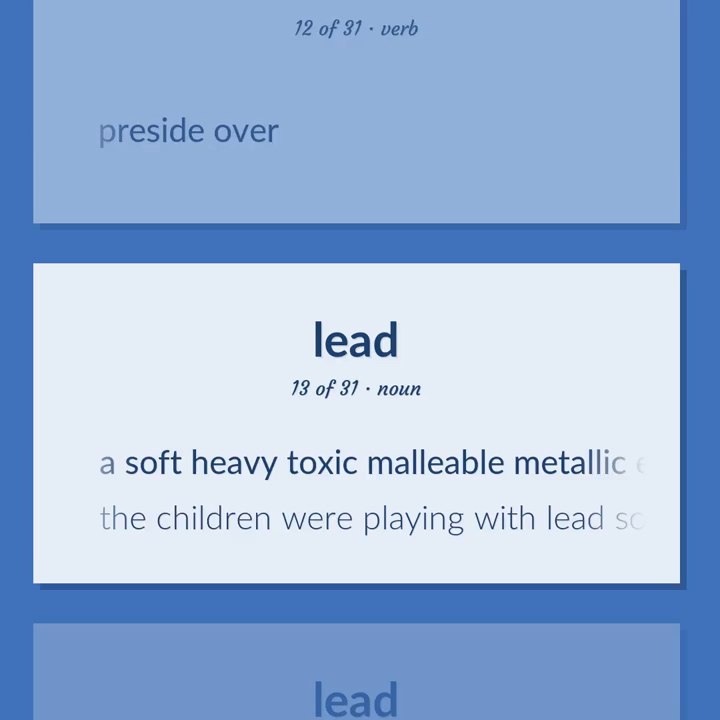 12 of 31 · verb
preside over
lead
13 of 31 · noun
a soft heavy toxic malleable metallic
the children were playing with lead
lead